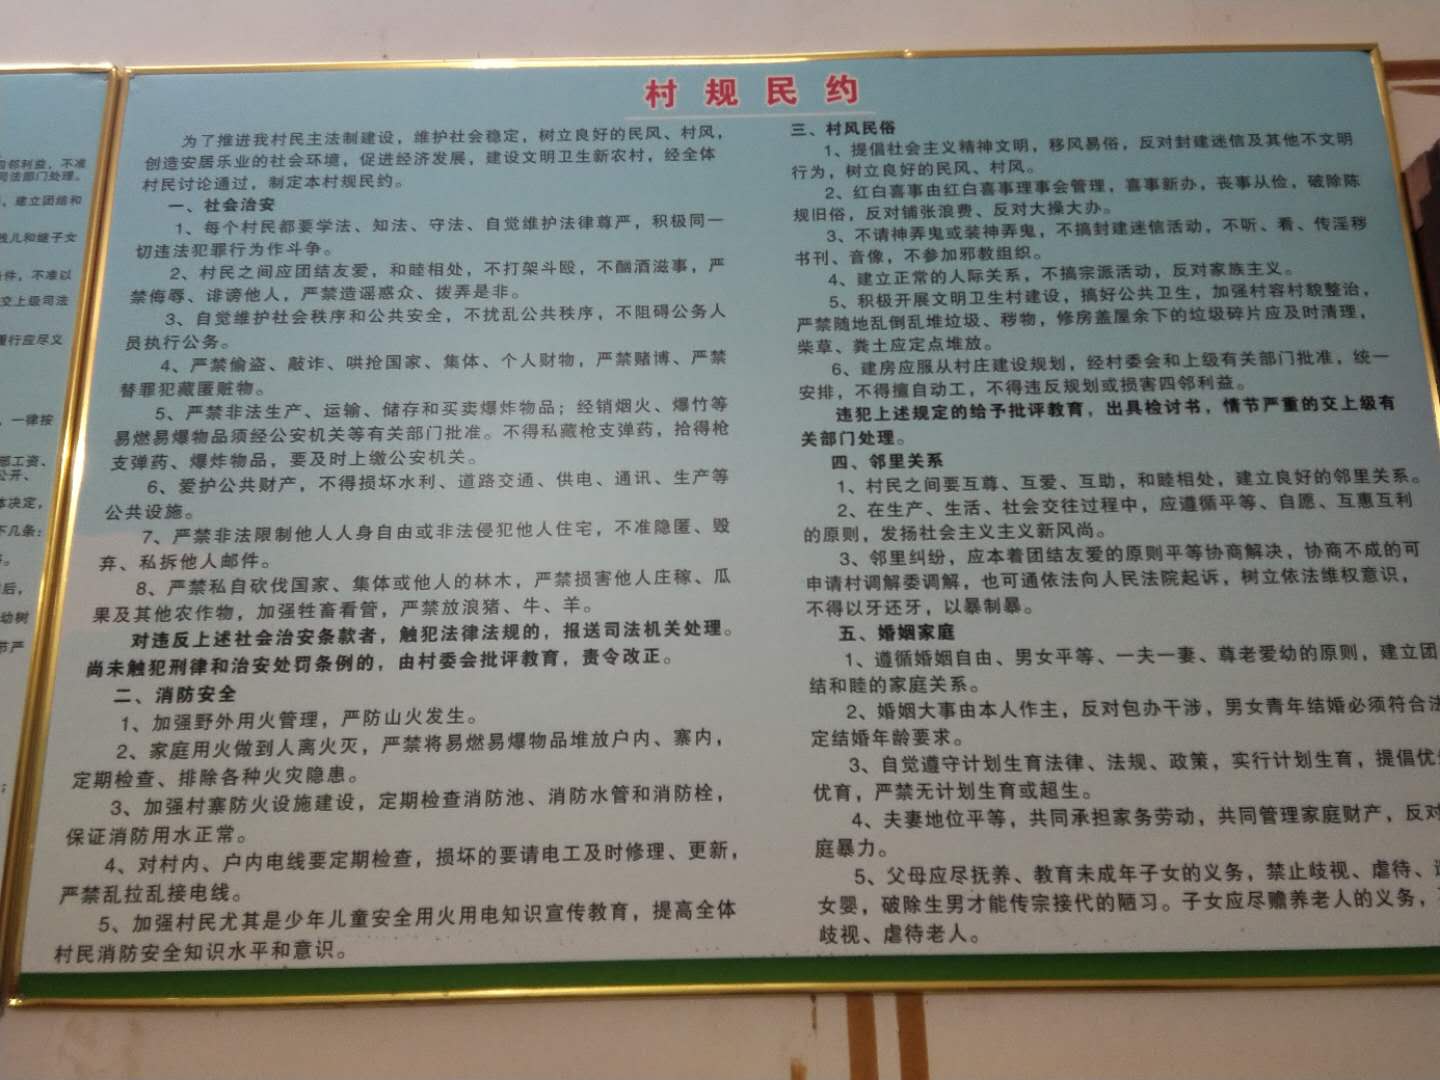 四邻利益，不准
司法部门处理。
，建立团结和
残儿和继子女
件，不准以
交上级司法
履行应尽义
，一律按
部工资、
公开、
体决定，
下几条：
后，
动树
节严
村规民约
为了推进我村民主法制建设，维护社会稳定，树立良好的民风、村风，
创造安居乐业的社会环境，促进经济发展，建设文明卫生新农村，经全体
村民讨论通过，制定本村规民约。
一、社会治安
1、每个村民都要学法、知法、守法、自觉维护法律尊严，积极同一
切违法犯罪行为作斗争。
2、村民之间应团结友爱，和睦相处，不打架斗殴，不酗酒滋事，严
禁侮辱、诽谤他人，严禁造谣惑众、拨弄是非。
3、自觉维护社会秩序和公共安全，不扰乱公共秩序，不阻碍公务人
员执行公务。
4、严禁偷盗、敲诈、哄抢国家、集体、个人财物，严禁赌博、严禁
替罪犯藏匿赃物。
5、严禁非法生产、运输、储存和买卖爆炸物品；经销烟火、爆竹等
易燃易爆物品须经公安机关等有关部门批准。不得私藏枪支弹药，拾得枪
支弹药、爆炸物品，要及时上缴公安机关。
6、爱护公共财产，不得损坏水利、道路交通、供电、通讯、生产等
公共设施。
7、严禁非法限制他人人身自由或非法侵犯他人住宅，不准隐匿、毁
弃、私拆他人邮件。
8、严禁私自砍伐国家、集体或他人的林木，严禁损害他人庄稼、瓜
果及其他农作物，加强牲畜看管，严禁放浪猪、牛、羊。
对违反上述社会治安条款者，触犯法律法规的，报送司法机关处理。
尚未触犯刑律和治安处罚条例的，由村委会批评教育，责令改正。
二、消防安全
1、加强野外用火管理，严防山火发生。
2、家庭用火做到人离火灭，严禁将易燃易爆物品堆放户内、寨内，
定期检查、排除各种火灾隐患。
3、加强村寨防火设施建设，定期检查消防池、消防水管和消防栓，
保证消防用水正常。
4、对村内、户内电线要定期检查，损坏的要请电工及时修理、更新，
严禁乱拉乱接电线。
5、加强村民尤其是少年儿童安全用火用电知识宣传教育，提高全体
村民消防安全知识水平和意识。
三、村风民俗
1、提倡社会主义精神文明，移风易俗，反对封建迷信及其他不文明
行为，树立良好的民风、村风。
2、红白喜事由红白喜事理事会管理，喜事新办，丧事从俭，破除陈
规旧俗，反对铺张浪费、反对大操大办。
3、不请神弄鬼或装神弄鬼，不搞封建迷信活动，不听、看、传淫秽
书刊、音像，不参加邪教组织。
4、建立正常的人际关系，不搞宗派活动，反对家族主义。
5、积极开展文明卫生村建设，搞好公共卫生，加强村容村貌整治，
严禁随地乱倒乱堆垃圾、秽物，修房盖屋余下的垃圾碎片应及时清理，
柴草、粪土应定点堆放。
6、建房应服从村庄建设规划，经村委会和上级有关部门批准，统一
安排，不得擅自动工，不得违反规划或损害四邻利益。
违犯上述规定的给予批评教育，出具检讨书，情节严重的交上级有
关部门处理。
四、邻里关系
1、村民之间要互尊、互爱、互助，和睦相处，建立良好的邻里关系。
2、在生产、生活、社会交往过程中，应遵循平等、自愿、互惠互利
的原则，发扬社会主义主义新风尚。
3、邻里纠纷，应本着团结友爱的原则平等协商解决，协商不成的可
申请村调解委调解，也可通依法向人民法院起诉，树立依法维权意识，
不得以牙还牙，以暴制暴。
五、婚姻家庭
1、遵循婚姻自由、男女平等、一夫一妻、尊老爱幼的原则，建立团
结和睦的家庭关系。
2、婚姻大事由本人作主，反对包办干涉，男女青年结婚必须符合法
定结婚年龄要求。
3、自觉遵守计划生育法律、法规、政策，实行计划生育，提倡优生
优育，严禁无计划生育或超生。
4、夫妻地位平等，共同承担家务劳动，共同管理家庭财产，反对
庭暴力。
5、父母应尽抚养、教育未成年子女的义务，禁止歧视、虐待、
女婴，破除生男才能传宗接代的陋习。子女应尽赡养老人的义务，
歧视、虐待老人。